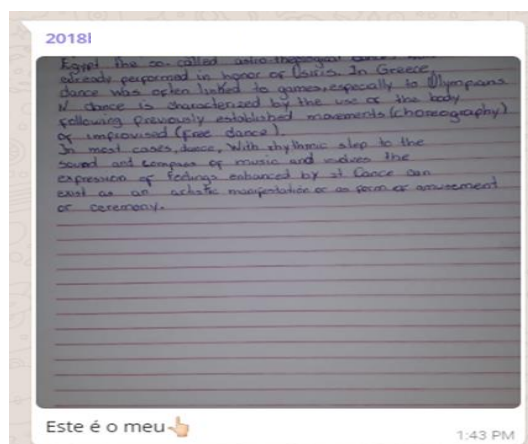 2018l
Egypt the so-called astro-theological
already performed in honor of Osiris. In Greece,
dance was often linked to games, especially to Olympians
N dance is characterized by the use of the body
following previously established movements (choreography)
or improvised (free dance).
In most cases, dance, With rhythmic step to the
sound and compass of music and the
expression of feelings enhanced by it. Dance can
exist as an artistic manifestation or as form of amusement
or ceremony.
Este é o meu👆🏻
1:43 PM